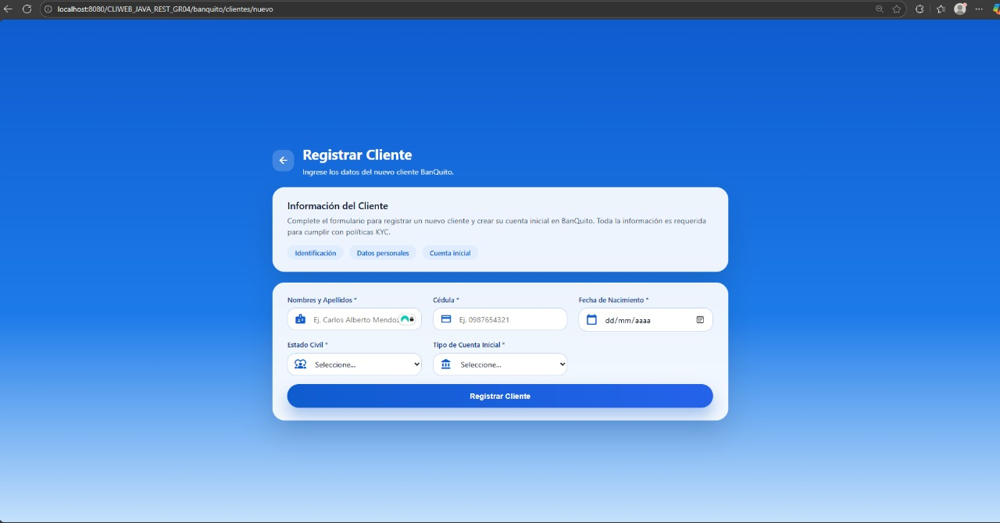 localhost:8080/CLIWEB_JAVA_REST_GR04/banquito/clientes/nuevo
Registrar Cliente
Ingrese los datos del nuevo cliente BanQuito.
Información del Cliente
Complete el formulario para registrar un nuevo cliente y crear su cuenta inicial en BanQuito. Toda la información es requerida
para cumplir con políticas KYC.
Identificación Datos personales Cuenta inicial
Nombres y Apellidos * Cédula * Fecha de Nacimiento *
Ej. Carlos Alberto Mendoz Ej. 0987654321 dd/mm/aaaa
Estado Civil * Tipo de Cuenta Inicial *
Seleccione... Seleccione...
Registrar Cliente